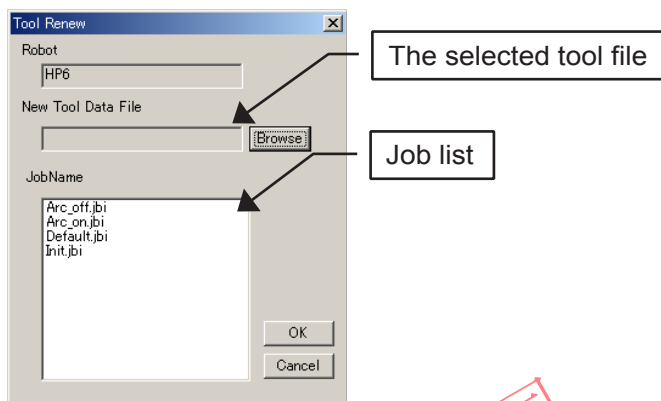 Tool Renew
Robot
HP6
The selected tool file
New Tool Data File
Browse
Job list
JobName
Arc_off.jbi
Arc_on.jbi
Default.jbi
Init.jbi
OK
Cancel